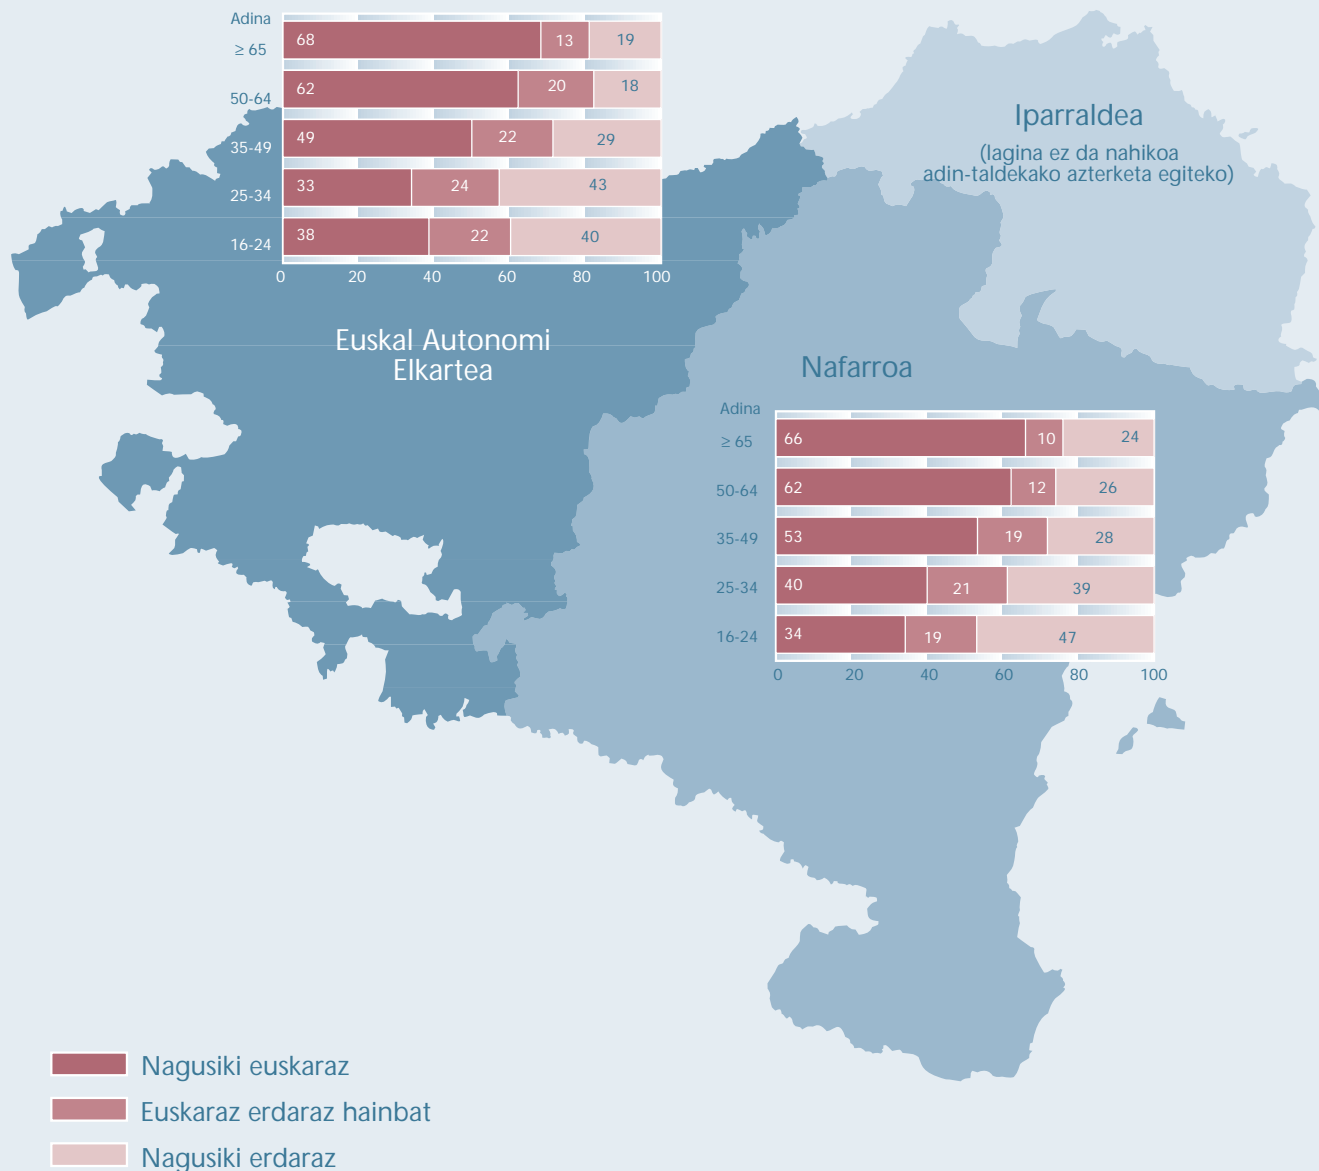 Adina
≥ 65 68 13 19
50-64 62 20 18
35-49 49 22 29
25-34 33 24 43
16-24 38 22 40
0 20 40 60 80 100
Euskal Autonomi
Elkartea
Iparraldea
(lagina ez da nahikoa
adin-taldekako azterketa egiteko)
Nafarroa
Adina
≥ 65 66 10 24
50-64 62 12 26
35-49 53 19 28
25-34 40 21 39
16-24 34 19 47
0 20 40 60 80 100
Nagusiki euskaraz
Euskaraz erdaraz hainbat
Nagusiki erdaraz